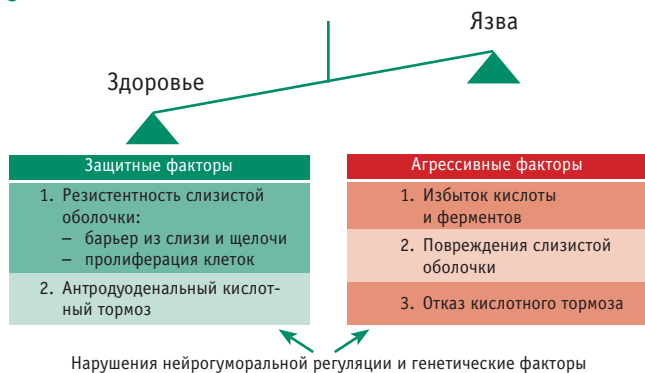 Язва
Здоровье
Защитные факторы
1. Резистентность слизистой
оболочки:
– барьер из слизи и щелочи
– пролиферация клеток
2. Антродуоденальный кислот-
ный тормоз
Агрессивные факторы
1. Избыток кислоты
и ферментов
2. Повреждения слизистой
оболочки
3. Отказ кислотного тормоза
Нарушения нейрогуморальной регуляции и генетические факторы